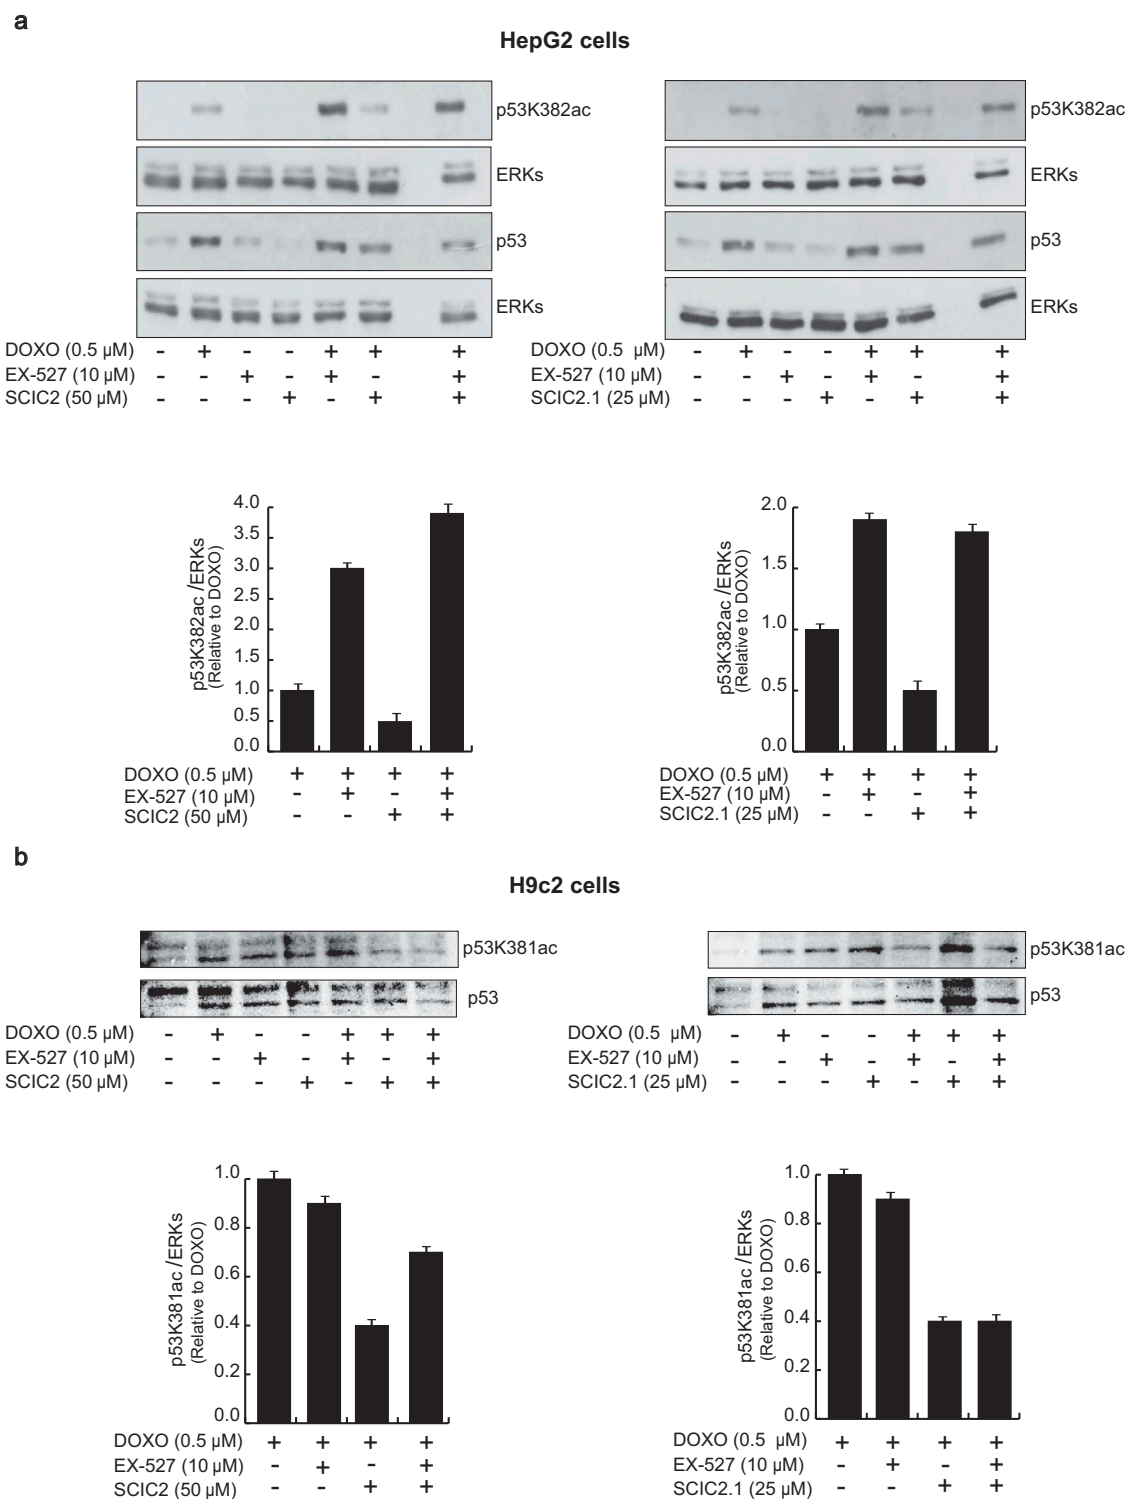 a
HepG2 cells
p53K382ac
ERKs
p53
ERKs
DOXO (0.5 µM) - + - - + + +
EX-527 (10 µM) - - + - + - +
SCIC2 (50 µM) - - - + - + +
p53K382ac
ERKs
p53
ERKs
DOXO (0.5 µM) - + - - + + +
EX-527 (10 µM) - - + - + - +
SCIC2.1 (25 µM) - - - + - + +
p53K382ac /ERKs
(Relative to DOXO)
4.0
3.5
3.0
2.5
2.0
1.5
1.0
0.5
0.0
DOXO (0.5 µM) + + + +
EX-527 (10 µM) - + - +
SCIC2 (50 µM) - - + +
p53K382ac /ERKs
(Relative to DOXO)
2.0
1.5
1.0
0.5
0.0
DOXO (0.5 µM) + + + +
EX-527 (10 µM) - + - +
SCIC2.1 (25 µM) - - + +
b
H9c2 cells
p53K381ac
p53
DOXO (0.5 µM) - + - - + + +
EX-527 (10 µM) - - + - + - +
SCIC2 (50 µM) - - - + - + +
p53K381ac
p53
DOXO (0.5 µM) - + - - + + +
EX-527 (10 µM) - - + - + - +
SCIC2.1 (25 µM) - - - + - + +
p53K381ac /ERKs
(Relative to DOXO)
1.0
0.8
0.6
0.4
0.2
0.0
DOXO (0.5 µM) + + + +
EX-527 (10 µM) - + - +
SCIC2 (50 µM) - - + +
p53K381ac /ERKs
(Relative to DOXO)
1.0
0.8
0.6
0.4
0.2
0.0
DOXO (0.5 µM) + + + +
EX-527 (10 µM) - + - +
SCIC2.1 (25 µM) - - + +